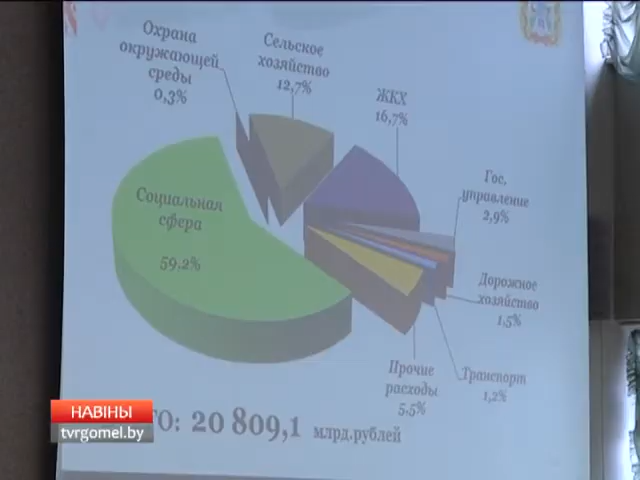 Охрана
окружающей
среды
0,3%
Сельское
хозяйство
12,7%
ЖКХ
16,7%
Гос.
управление
2,9%
Социальная
сфера
59,2%
Дорожное
хозяйство
1,5%
Транспорт
1,2%
Прочие
расходы
5,5%
ТО: 20 809,1 млрд.рублей
НАВІНЫ
tvrgomel.by